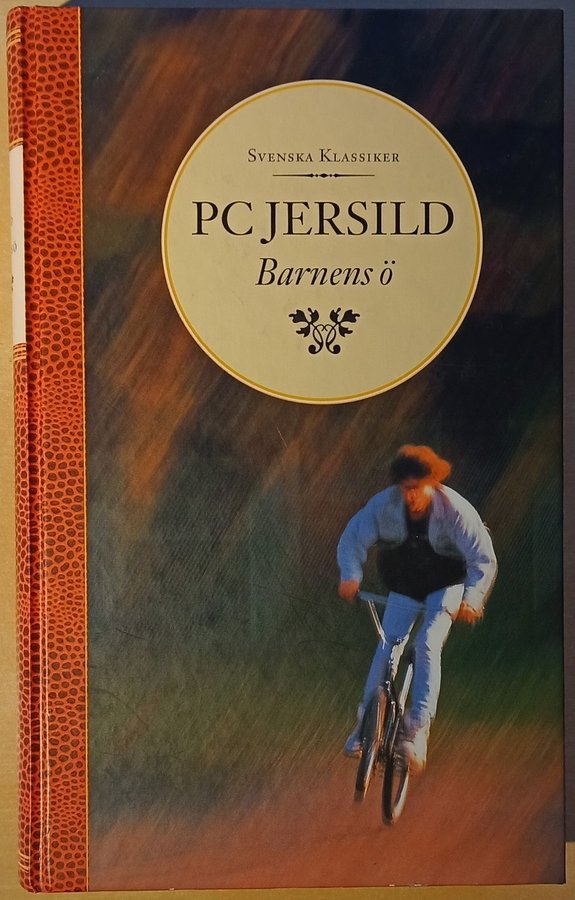 Svenska Klassiker
PC JERSILD
Barnens ö